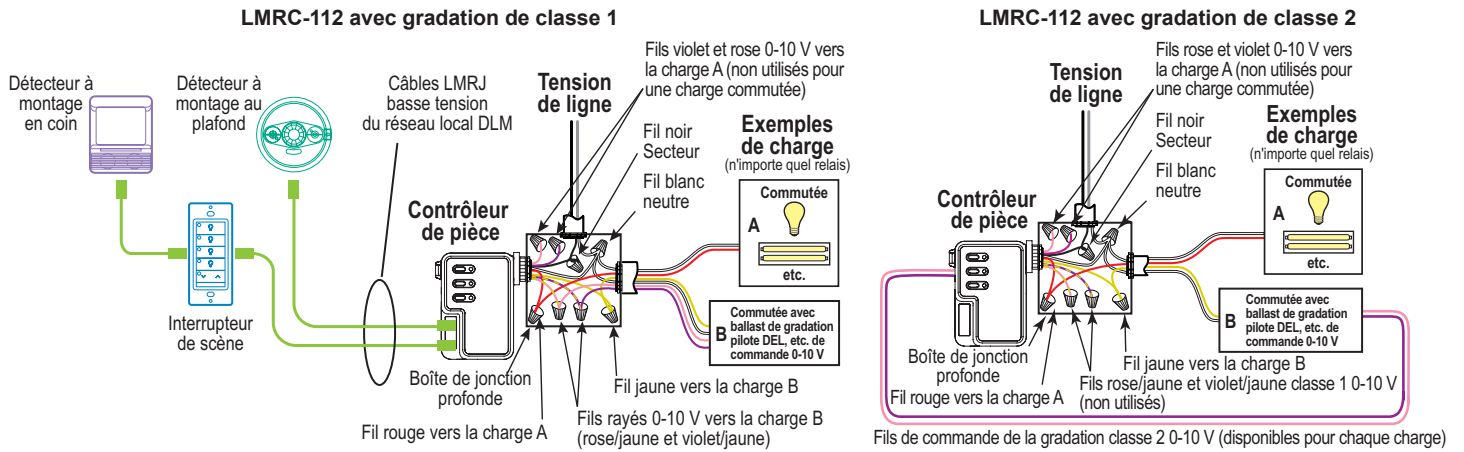 LMRC-112 avec gradation de classe 1
Détecteur à
montage
en coin
Détecteur à
montage au
plafond
Câbles LMRJ
basse tension
du réseau local DLM
Interrupteur
de scène
Fils violet et rose 0-10 V vers
la charge A (non utilisés pour
une charge commutée)
Tension
de ligne
Fil noir
Secteur
Fil blanc
neutre
Exemples
de charge
(n'importe quel relais)
Commutée
A
etc.
Contrôleur
de pièce
Commutée avec
ballast de gradation
pilote DEL, etc. de
commande 0-10 V
B
Boîte de jonction
profonde
Fil jaune vers la charge B
Fil rouge vers la charge A
Fils rayés 0-10 V vers la charge B
(rose/jaune et violet/jaune)
LMRC-112 avec gradation de classe 2
Fils rose et violet 0-10 V vers
la charge A (non utilisés pour
une charge commutée)
Tension
de ligne
Fil noir
Secteur
Fil blanc
neutre
Exemples
de charge
(n'importe quel relais)
Commutée
A
etc.
Contrôleur
de pièce
Commutée avec
ballast de gradation
pilote DEL, etc. de
commande 0-10 V
B
Boîte de jonction
profonde
Fil jaune vers la charge B
Fil rouge vers la charge A
Fils rose/jaune et violet/jaune classe 1 0-10 V
(non utilisés)
Fils de commande de la gradation classe 2 0-10 V (disponibles pour chaque charge)